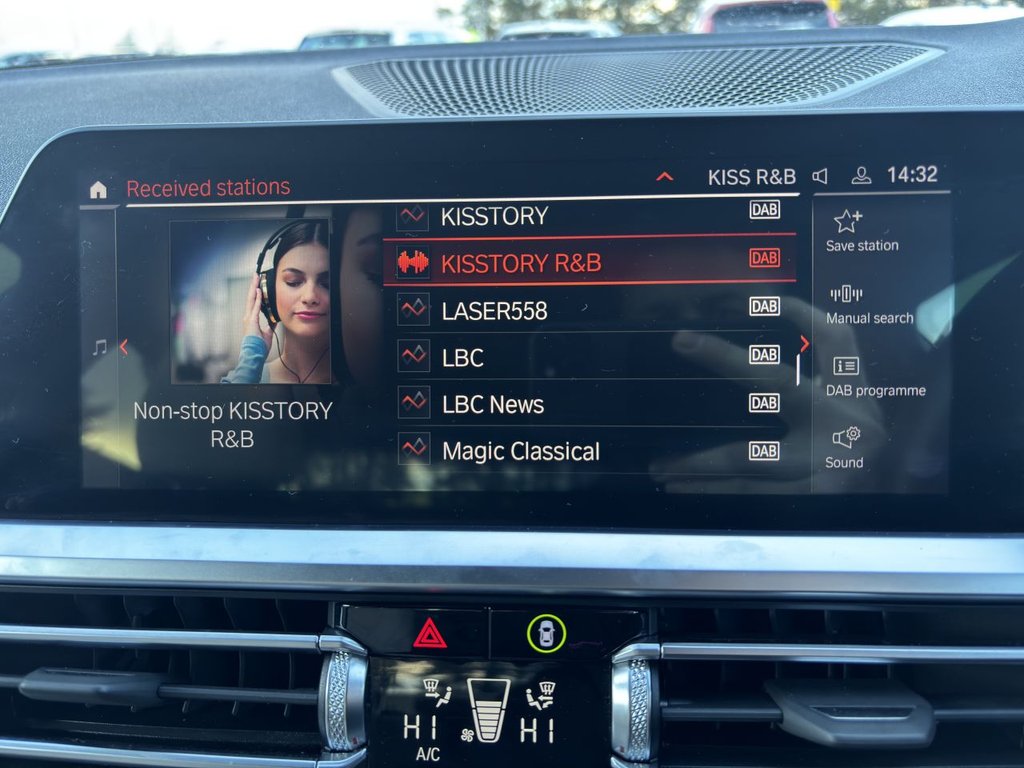 Received stations
KISS R&B
14:32
KISSTORY DAB
KISSTORY R&B DAB
LASER558 DAB
LBC DAB
LBC News DAB
Magic Classical DAB
Non-stop KISSTORY
R&B
Save station
Manual search
DAB programme
Sound
HI
HI
A/C